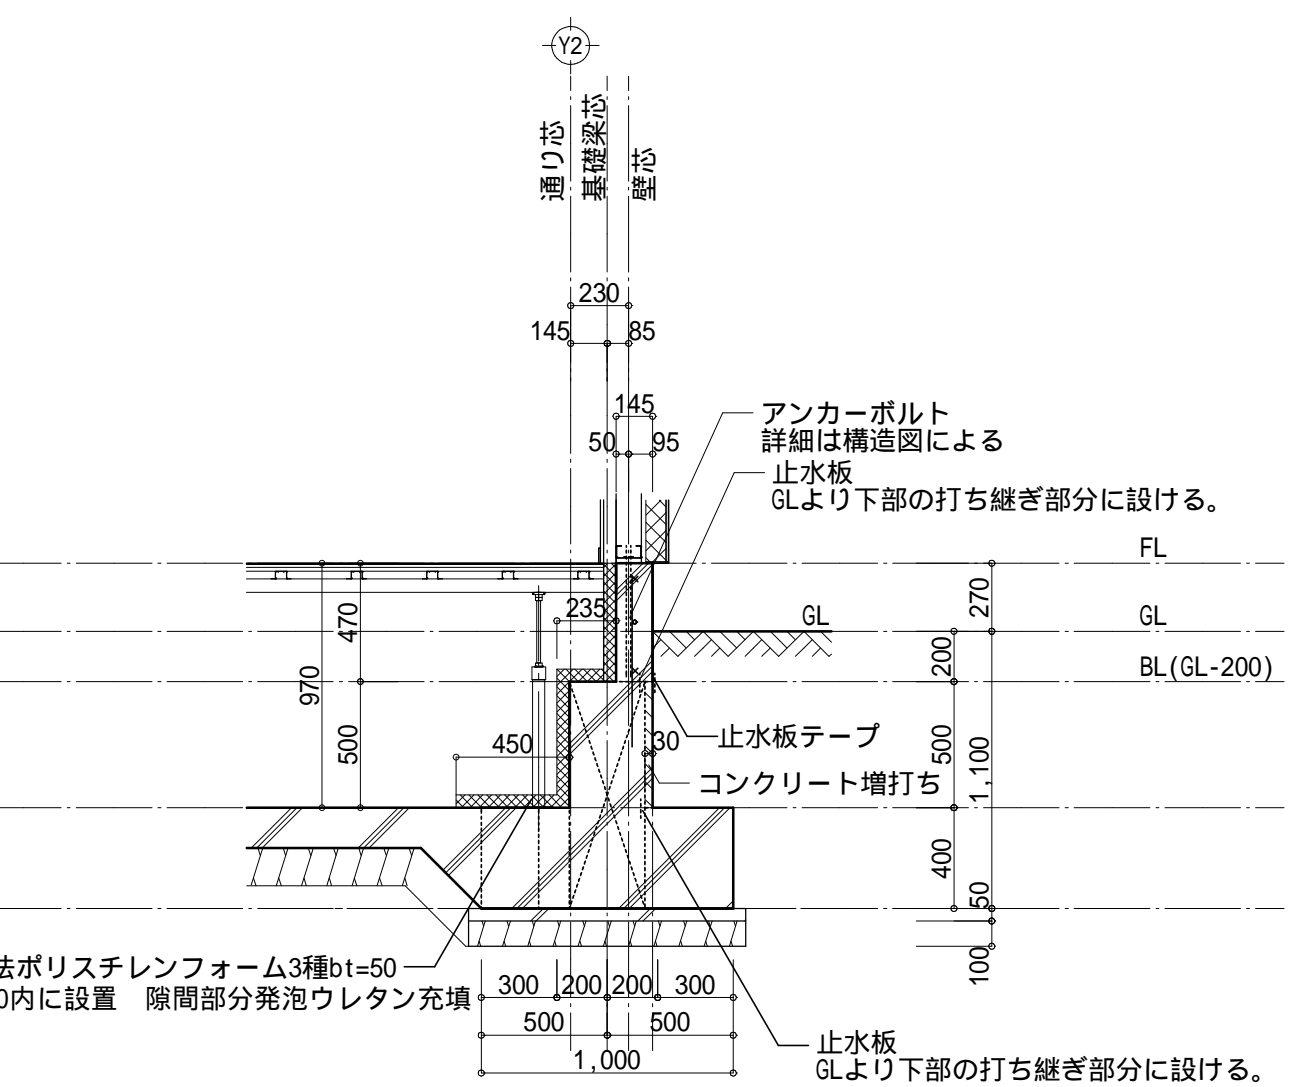 Y2
通り芯
基礎梁芯
壁芯
230
145
85
145
50
95
アンカーボルト
詳細は構造図による
止水板
GLより下部の打ち継ぎ部分に設ける。
FL
270
235
GL
GL
470
200
BL(GL-200)
970
500
450
30
止水板テープ
500
1,100
コンクリート増打ち
400
50
100
法ポリスチレンフォーム3種bt=50
0内に設置 隙間部分発泡ウレタン充填
300
200
200
300
500
500
1,000
止水板
GLより下部の打ち継ぎ部分に設ける。